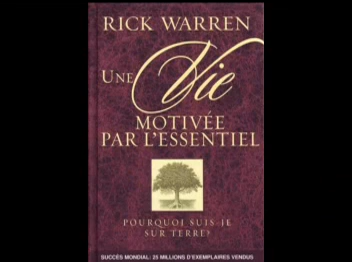 RICK WARREN
UNE Vie
MOTIVÉE
PAR L'ESSENTIEL
POURQUOI SUIS-JE
SUR TERRE?
SUCCÈS MONDIAL: 25 MILLIONS D'EXEMPLAIRES VENDUS